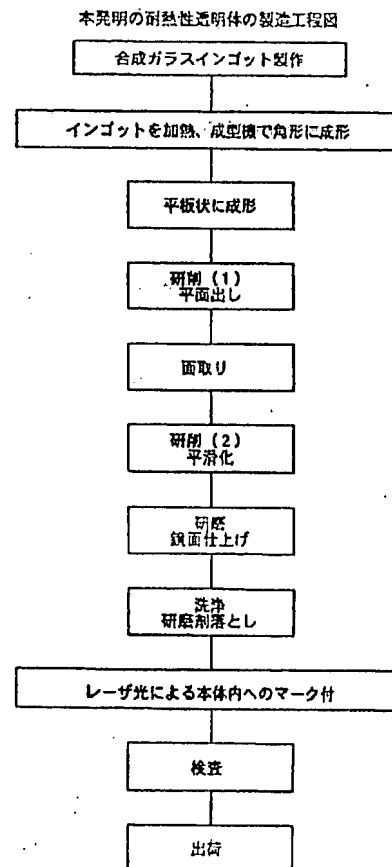 本発明の耐熱性透明体の製造工程図
合成ガラスインゴット製作
インゴットを加熱、成型機で角形に成形
平板状に成形
研削（1）
平面出し
面取り
研削（2）
平滑化
研磨
鏡面仕上げ
洗浄
研磨剤落とし
レーザ光による本体内へのマーク付
検査
出荷